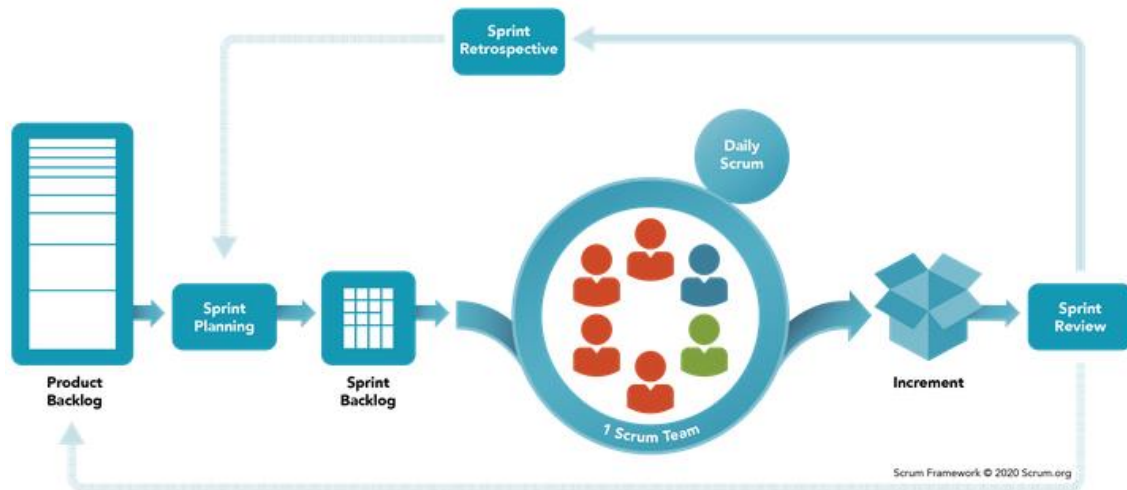 Sprint
Retrospective
Daily
Scrum
Sprint
Planning
Sprint
Review
Product
Backlog
Sprint
Backlog
Increment
1 Scrum Team
Scrum Framework © 2020 Scrum.org